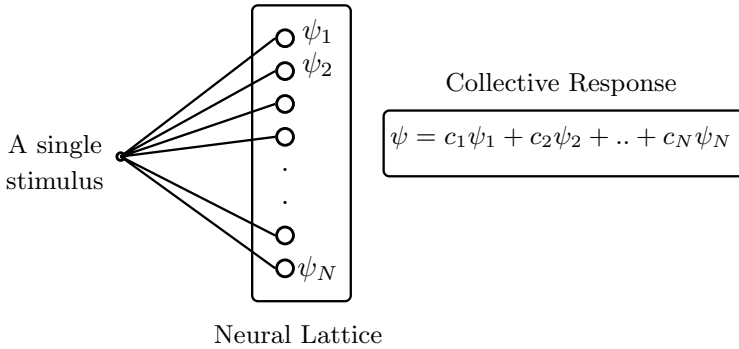 ψ1
ψ2
Collective Response
ψ = c1ψ1 + c2ψ2 + .. + cNψN
A single
stimulus
.
.
ψN
Neural Lattice